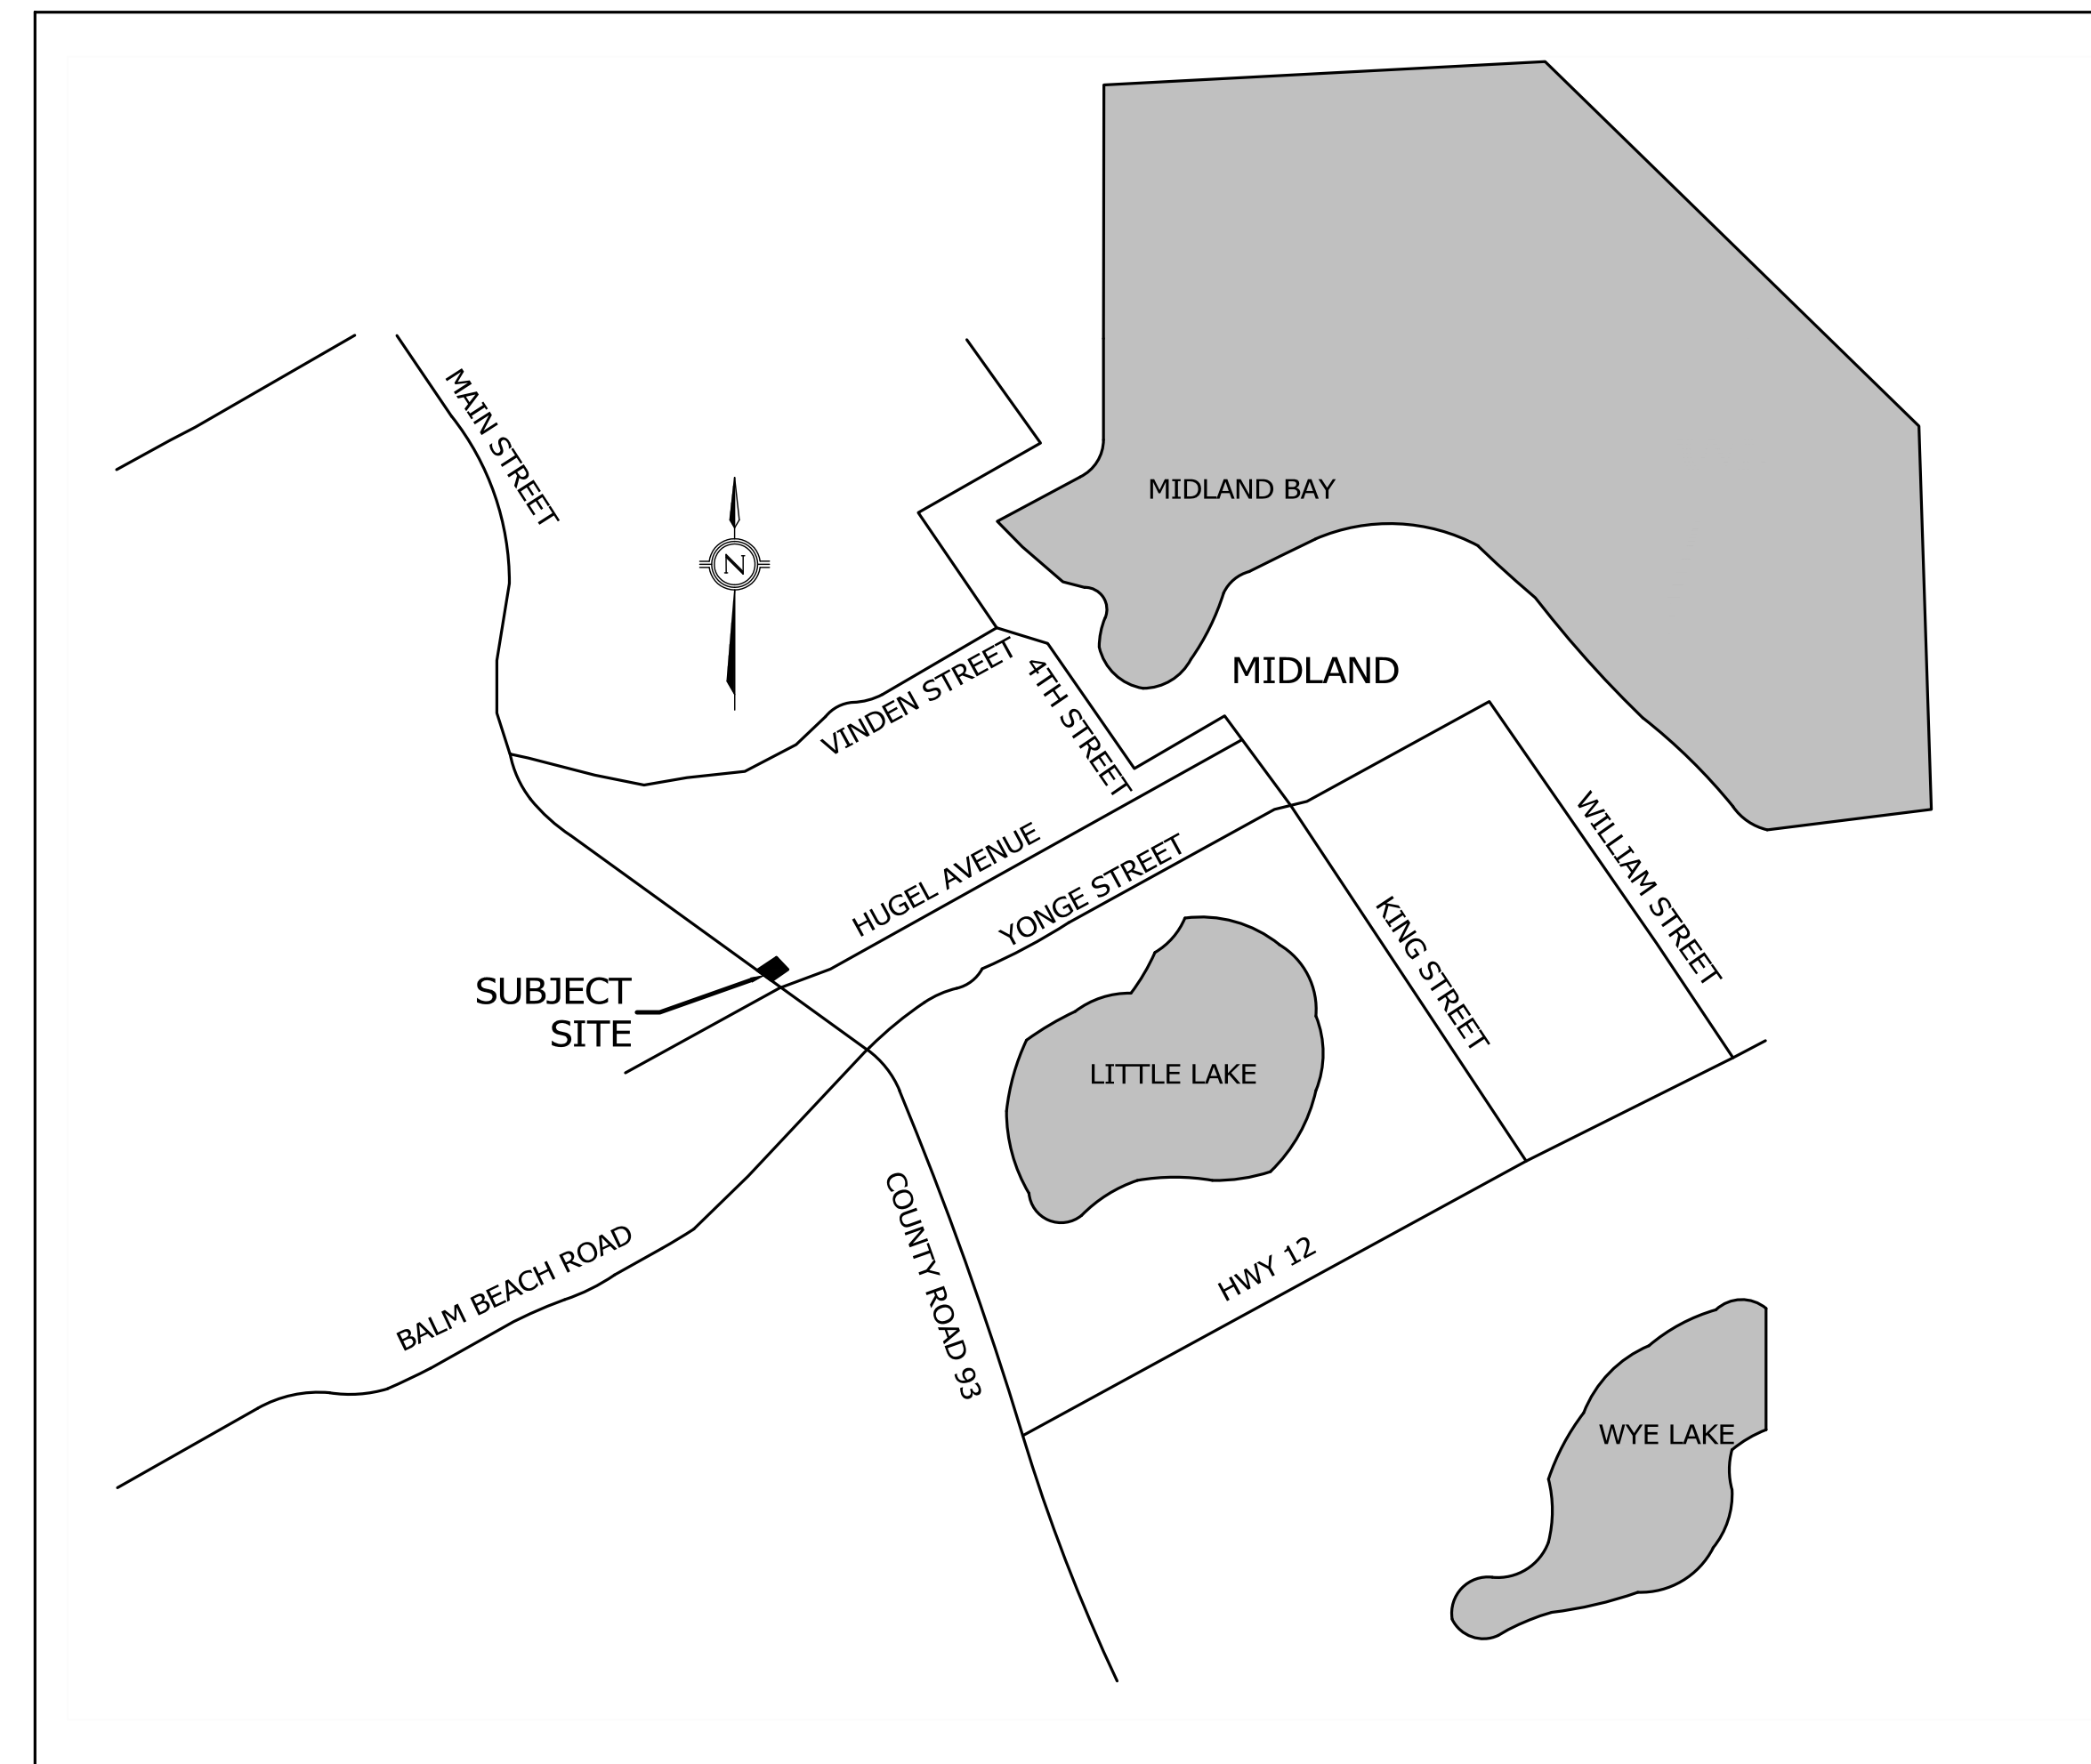 MAIN STREET
MIDLAND BAY
N
MIDLAND
VINDEN STREET
4TH STREET
HUGEL AVENUE
YONGE STREET
WILLIAM STREET
KING STREET
SUBJECT
SITE
LITTLE LAKE
COUNTY ROAD 93
BALM BEACH ROAD
HWY 12
WYE LAKE